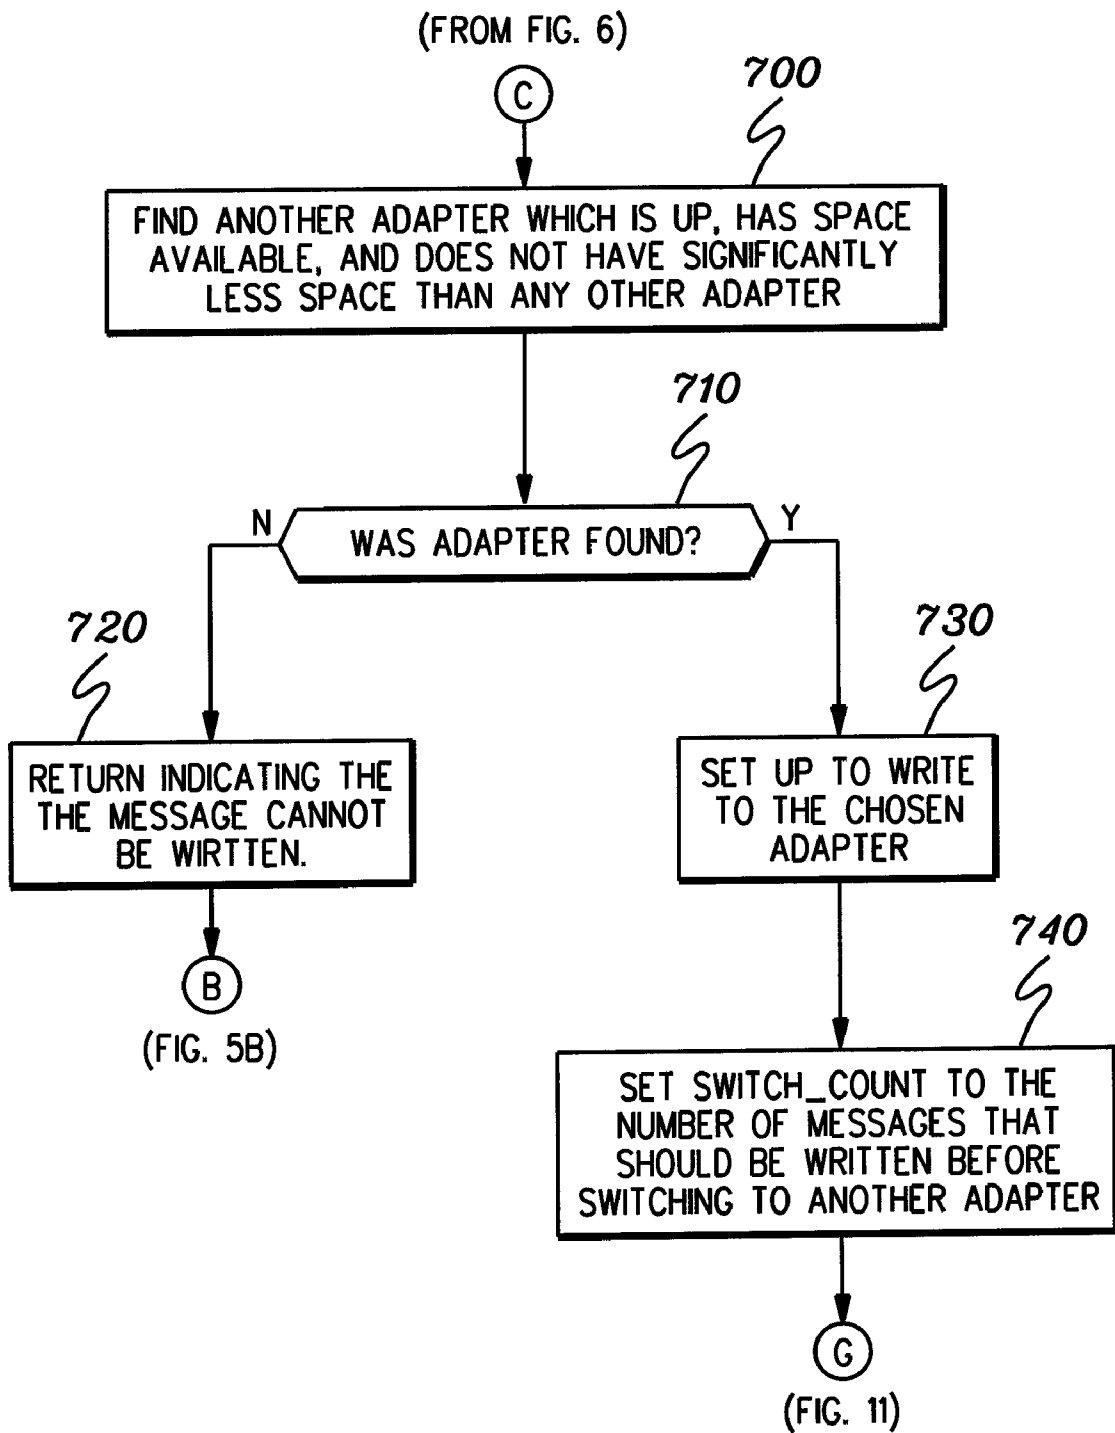 (FROM FIG. 6)
C
700
FIND ANOTHER ADAPTER WHICH IS UP, HAS SPACE
AVAILABLE, AND DOES NOT HAVE SIGNIFICANTLY
LESS SPACE THAN ANY OTHER ADAPTER
710
N
WAS ADAPTER FOUND?
Y
720
RETURN INDICATING THE
THE MESSAGE CANNOT
BE WIRTTEN.
B
(FIG. 5B)
730
SET UP TO WRITE
TO THE CHOSEN
ADAPTER
740
SET SWITCH_COUNT TO THE
NUMBER OF MESSAGES THAT
SHOULD BE WRITTEN BEFORE
SWITCHING TO ANOTHER ADAPTER
G
(FIG. 11)